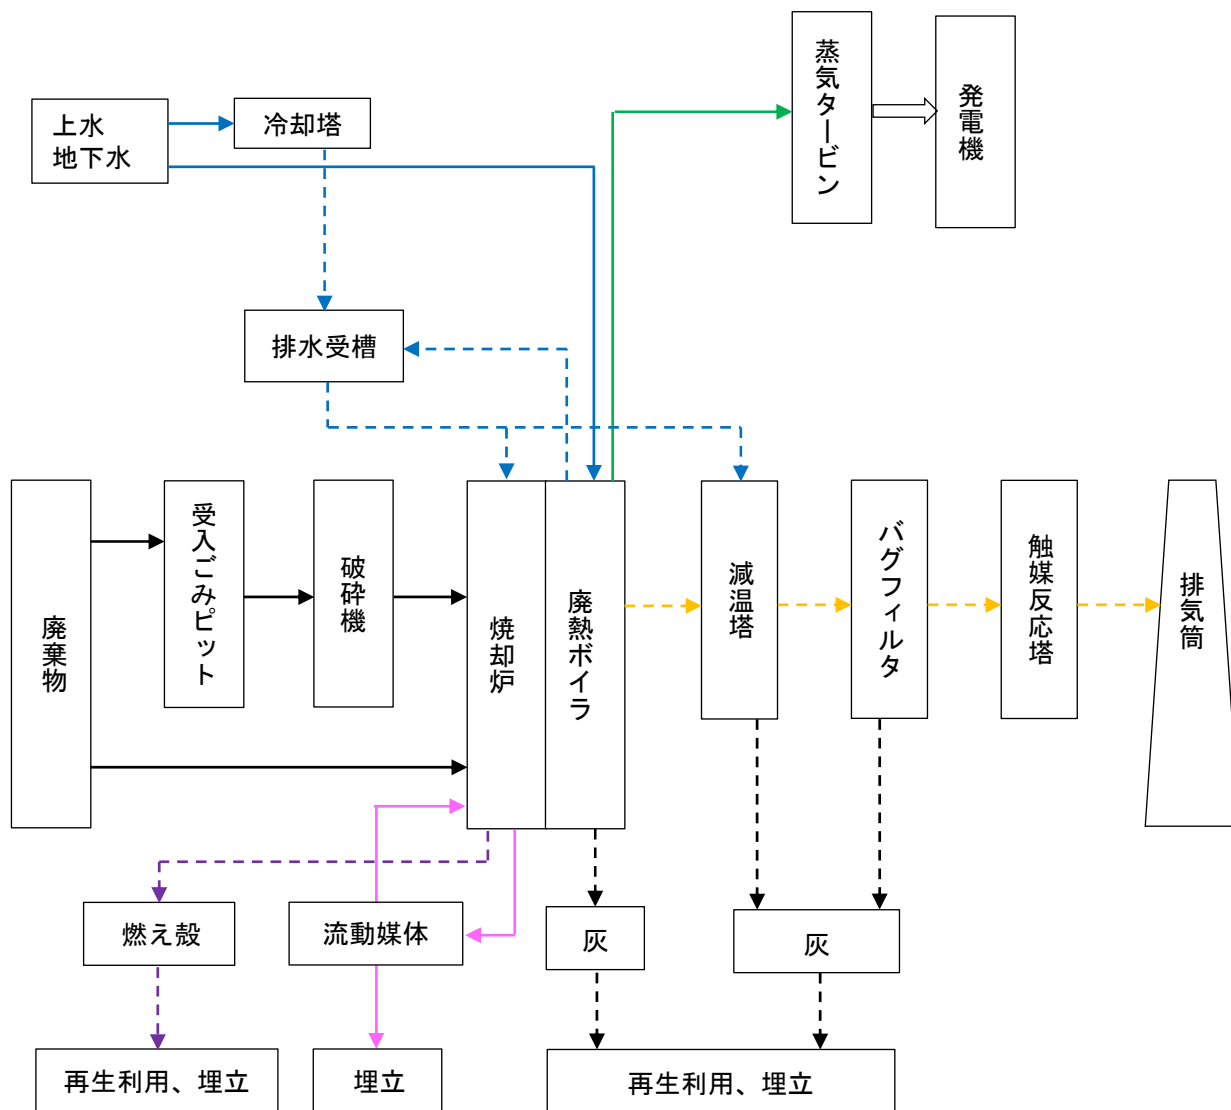 上水
地下水
冷却塔
蒸気タービン
発電機
排水受槽
廃棄物
受入ごみピット
破砕機
焼却炉
廃熱ボイラ
減温塔
バグフィルタ
触媒反応塔
排気筒
燃え殻
流動媒体
灰
灰
再生利用、埋立
埋立
再生利用、埋立